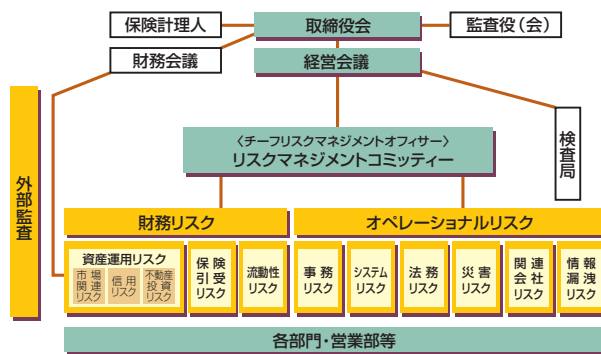 保険計理人
取締役会
監査役（会）
財務会議
経営会議
検査局
〈チーフリスクマネジメントオフィサー〉
リスクマネジメントコミッティー
外部監査
財務リスク
オペレーショナルリスク
資産運用リスク
市場
関連
リスク
信用
リスク
不動産
投資
リスク
保険
引受
リスク
流動性
リスク
事務
リスク
システム
リスク
法務
リスク
災害
リスク
関連
会社
リスク
情報
漏洩
リスク
各部門・営業部等